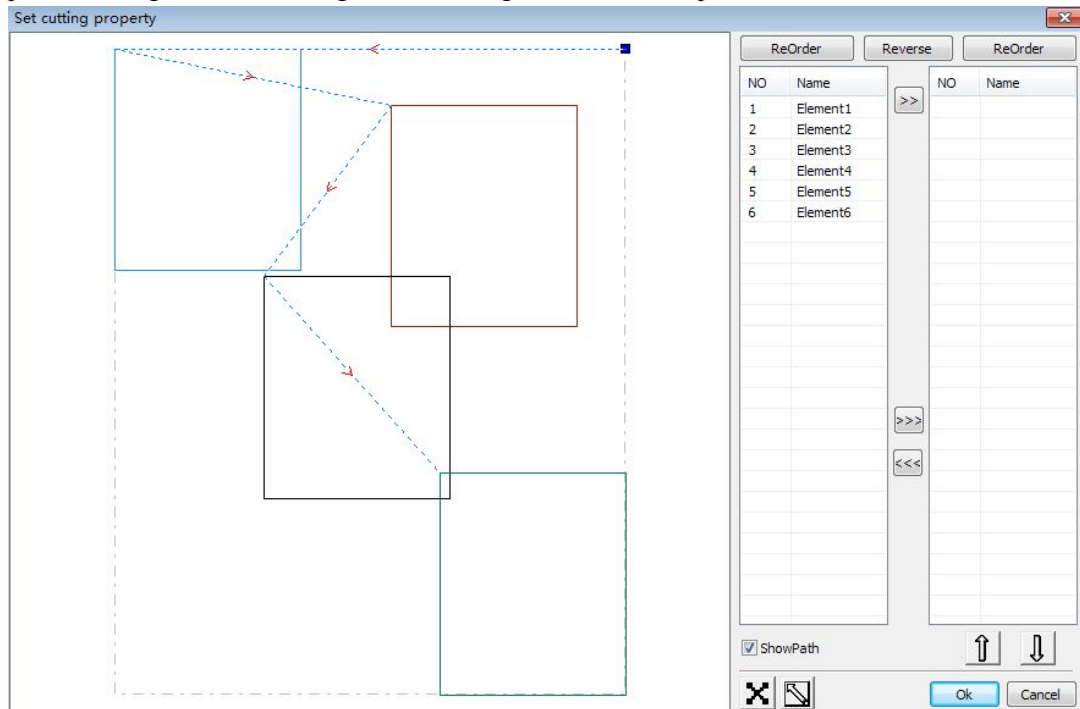 Set cutting property
ReOrder Reverse ReOrder
NO Name >> NO Name
1 Element1
2 Element2
3 Element3
4 Element4
5 Element5
6 Element6
>>>
<<<
ShowPath
Ok Cancel